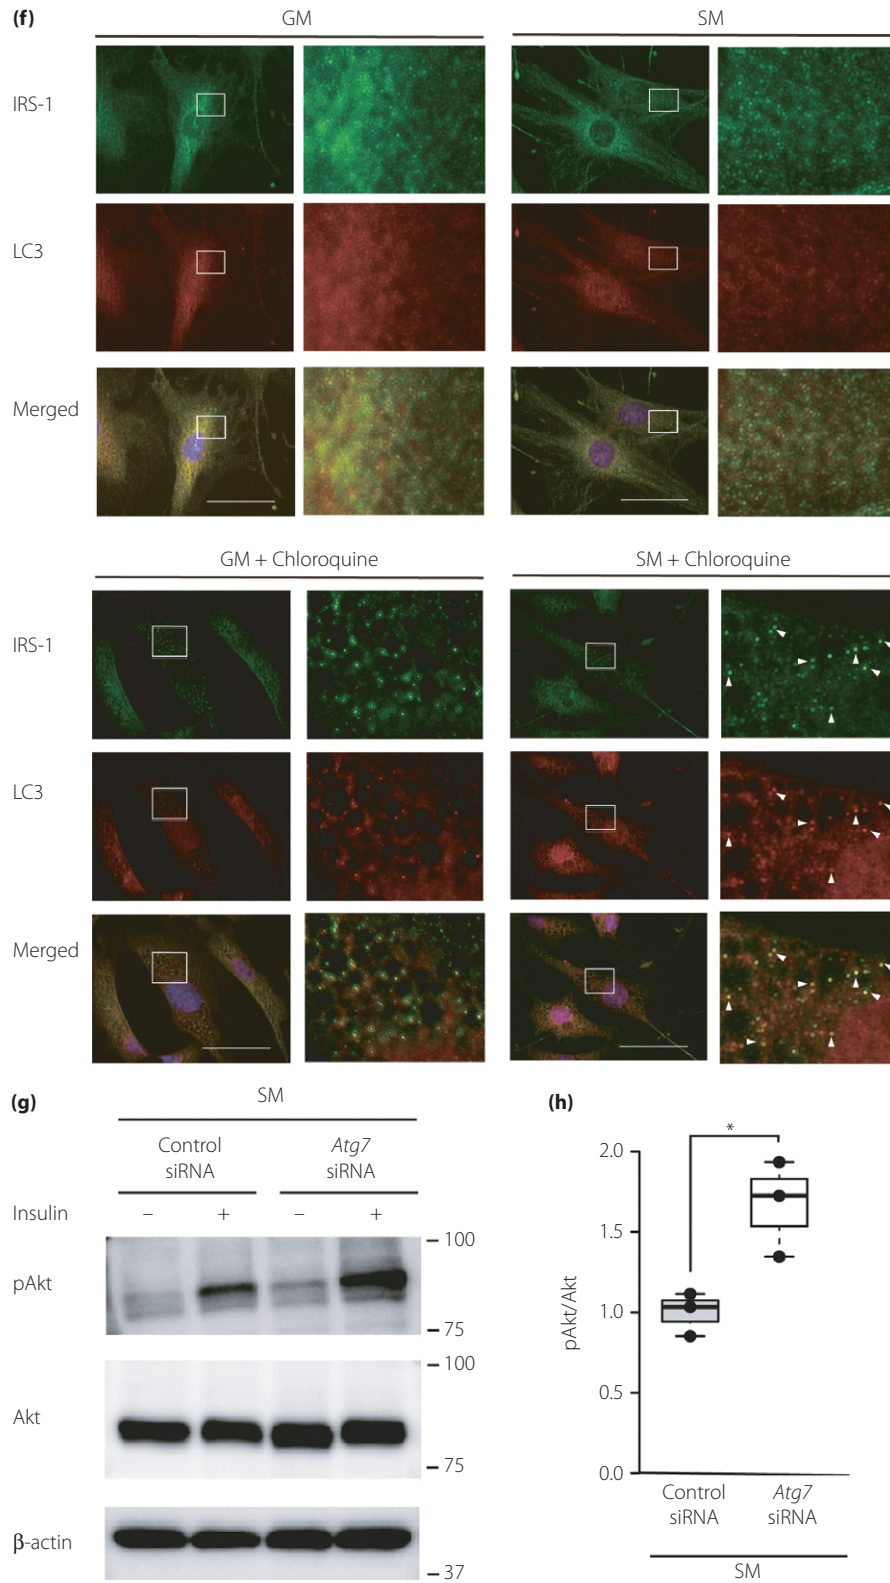 (f)
GM SM
IRS-1
LC3
Merged
GM + Chloroquine SM + Chloroquine
IRS-1
LC3
Merged
(g)
SM
Control siRNA
Atg7 siRNA
Insulin – + – +
pAkt
100
75
Akt
100
75
β-actin
37
(h)
*
pAkt/Akt
2.0
1.5
1.0
0.5
0.0
Control siRNA
Atg7 siRNA
SM